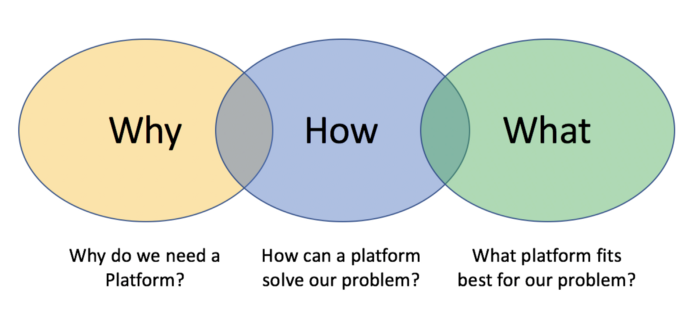 Why
How
What
Why do we need a
Platform?
How can a platform
solve our problem?
What platform fits
best for our problem?